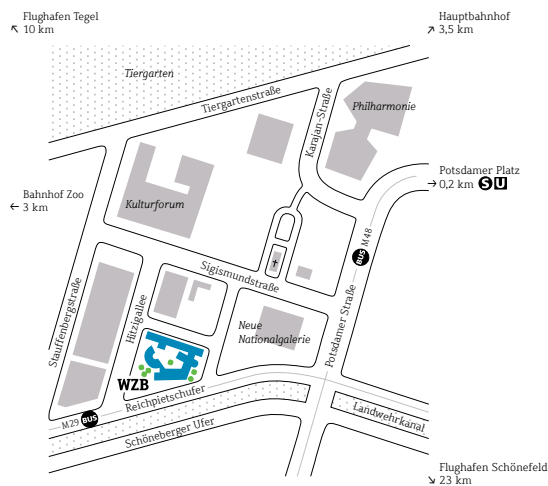 Flughafen Tegel
10 km
Hauptbahnhof
3,5 km
Tiergarten
Tiergartenstraße
Karajan-Straße
Philharmonie
Potsdamer Platz
0,2 km S U
Bahnhof Zoo
3 km
Kulturforum
BUS M48
Sigismundstraße
Stauffenbergstraße
Hitzigallee
Potsdamer Straße
Neue
Nationalgalerie
WZB
Reichpietschufer
M29 BUS
Landwehrkanal
Schöneberger Ufer
Flughafen Schönefeld
23 km